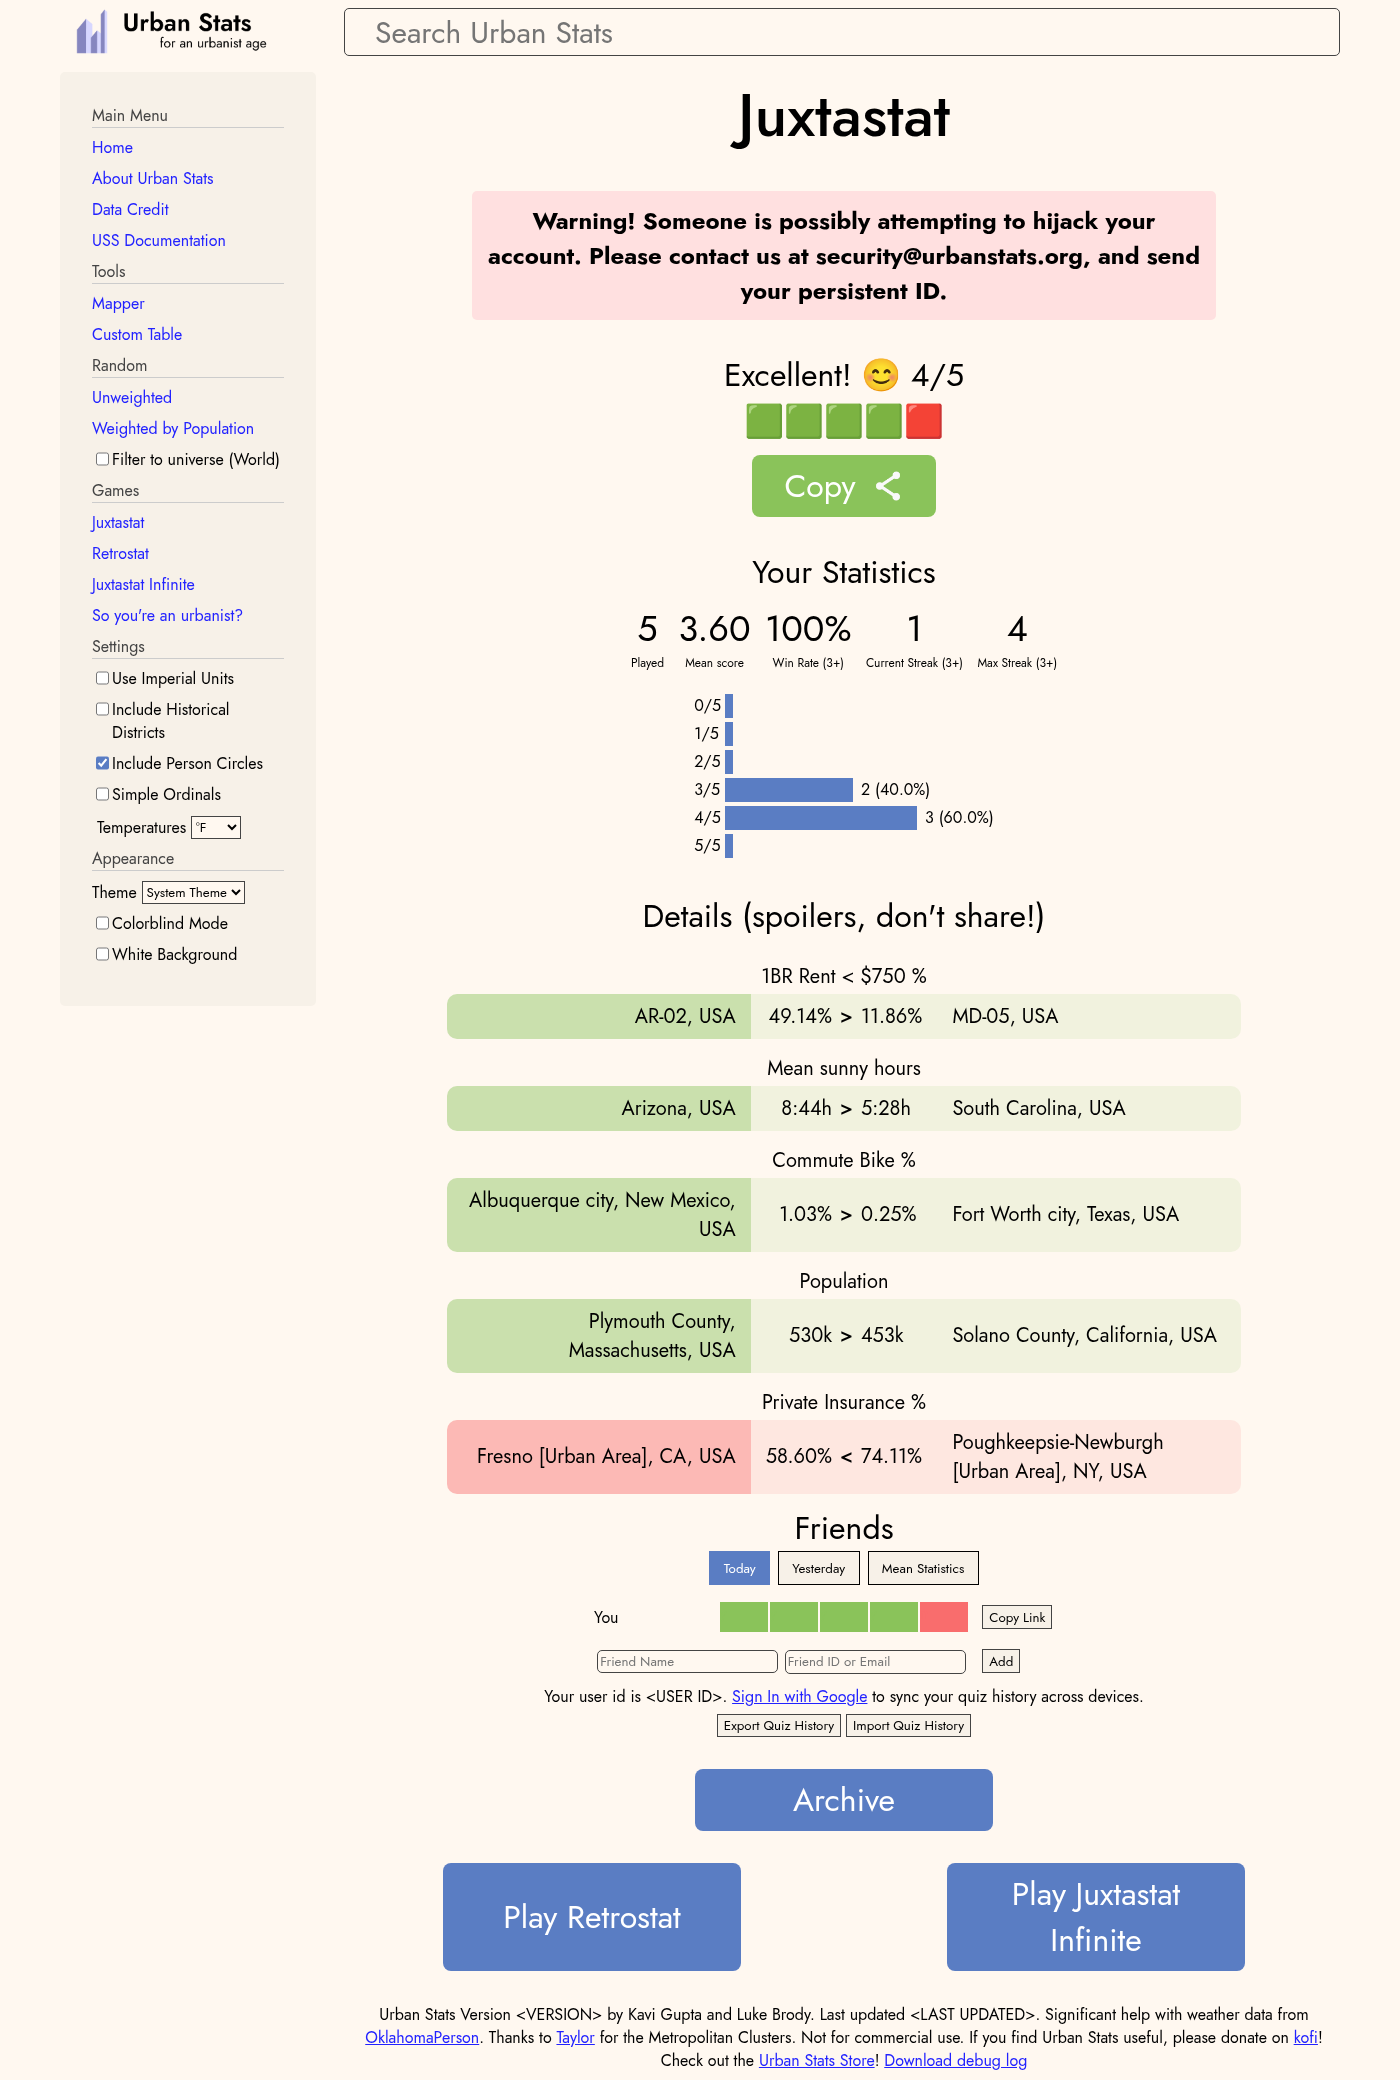 Urban Stats
for an urbanist age
Search Urban Stats
Main Menu
Home
About Urban Stats
Data Credit
USS Documentation
Tools
Mapper
Custom Table
Random
Unweighted
Weighted by Population
Filter to universe (World)
Games
Juxtastat
Retrostat
Juxtastat Infinite
So you're an urbanist?
Settings
Use Imperial Units
Include Historical
Districts
Include Person Circles
Simple Ordinals
Temperatures °F
Appearance
Theme System Theme
Colorblind Mode
White Background
Juxtastat
Warning! Someone is possibly attempting to hijack your
account. Please contact us at security@urbanstats.org, and send
your persistent ID.
Excellent! 😊 4/5
Copy
Your Statistics
5 3.60 100% 1 4
Played Mean score Win Rate (3+) Current Streak (3+) Max Streak (3+)
0/5
1/5
2/5
3/5 2 (40.0%)
4/5 3 (60.0%)
5/5
Details (spoilers, don't share!)
1BR Rent < $750 %
AR-02, USA 49.14% > 11.86% MD-05, USA
Mean sunny hours
Arizona, USA 8:44h > 5:28h South Carolina, USA
Commute Bike %
Albuquerque city, New Mexico,
USA
1.03% > 0.25% Fort Worth city, Texas, USA
Population
Plymouth County,
Massachusetts, USA
530k > 453k Solano County, California, USA
Private Insurance %
Fresno [Urban Area], CA, USA 58.60% < 74.11%
Poughkeepsie-Newburgh
[Urban Area], NY, USA
Friends
Today Yesterday Mean Statistics
You Copy Link
Friend Name Friend ID or Email Add
Your user id is <USER ID>. Sign In with Google to sync your quiz history across devices.
Export Quiz History Import Quiz History
Archive
Play Retrostat
Play Juxtastat
Infinite
Urban Stats Version <VERSION> by Kavi Gupta and Luke Brody. Last updated <LAST UPDATED>. Significant help with weather data from
OklahomaPerson. Thanks to Taylor for the Metropolitan Clusters. Not for commercial use. If you find Urban Stats useful, please donate on kofi!
Check out the Urban Stats Store! Download debug log